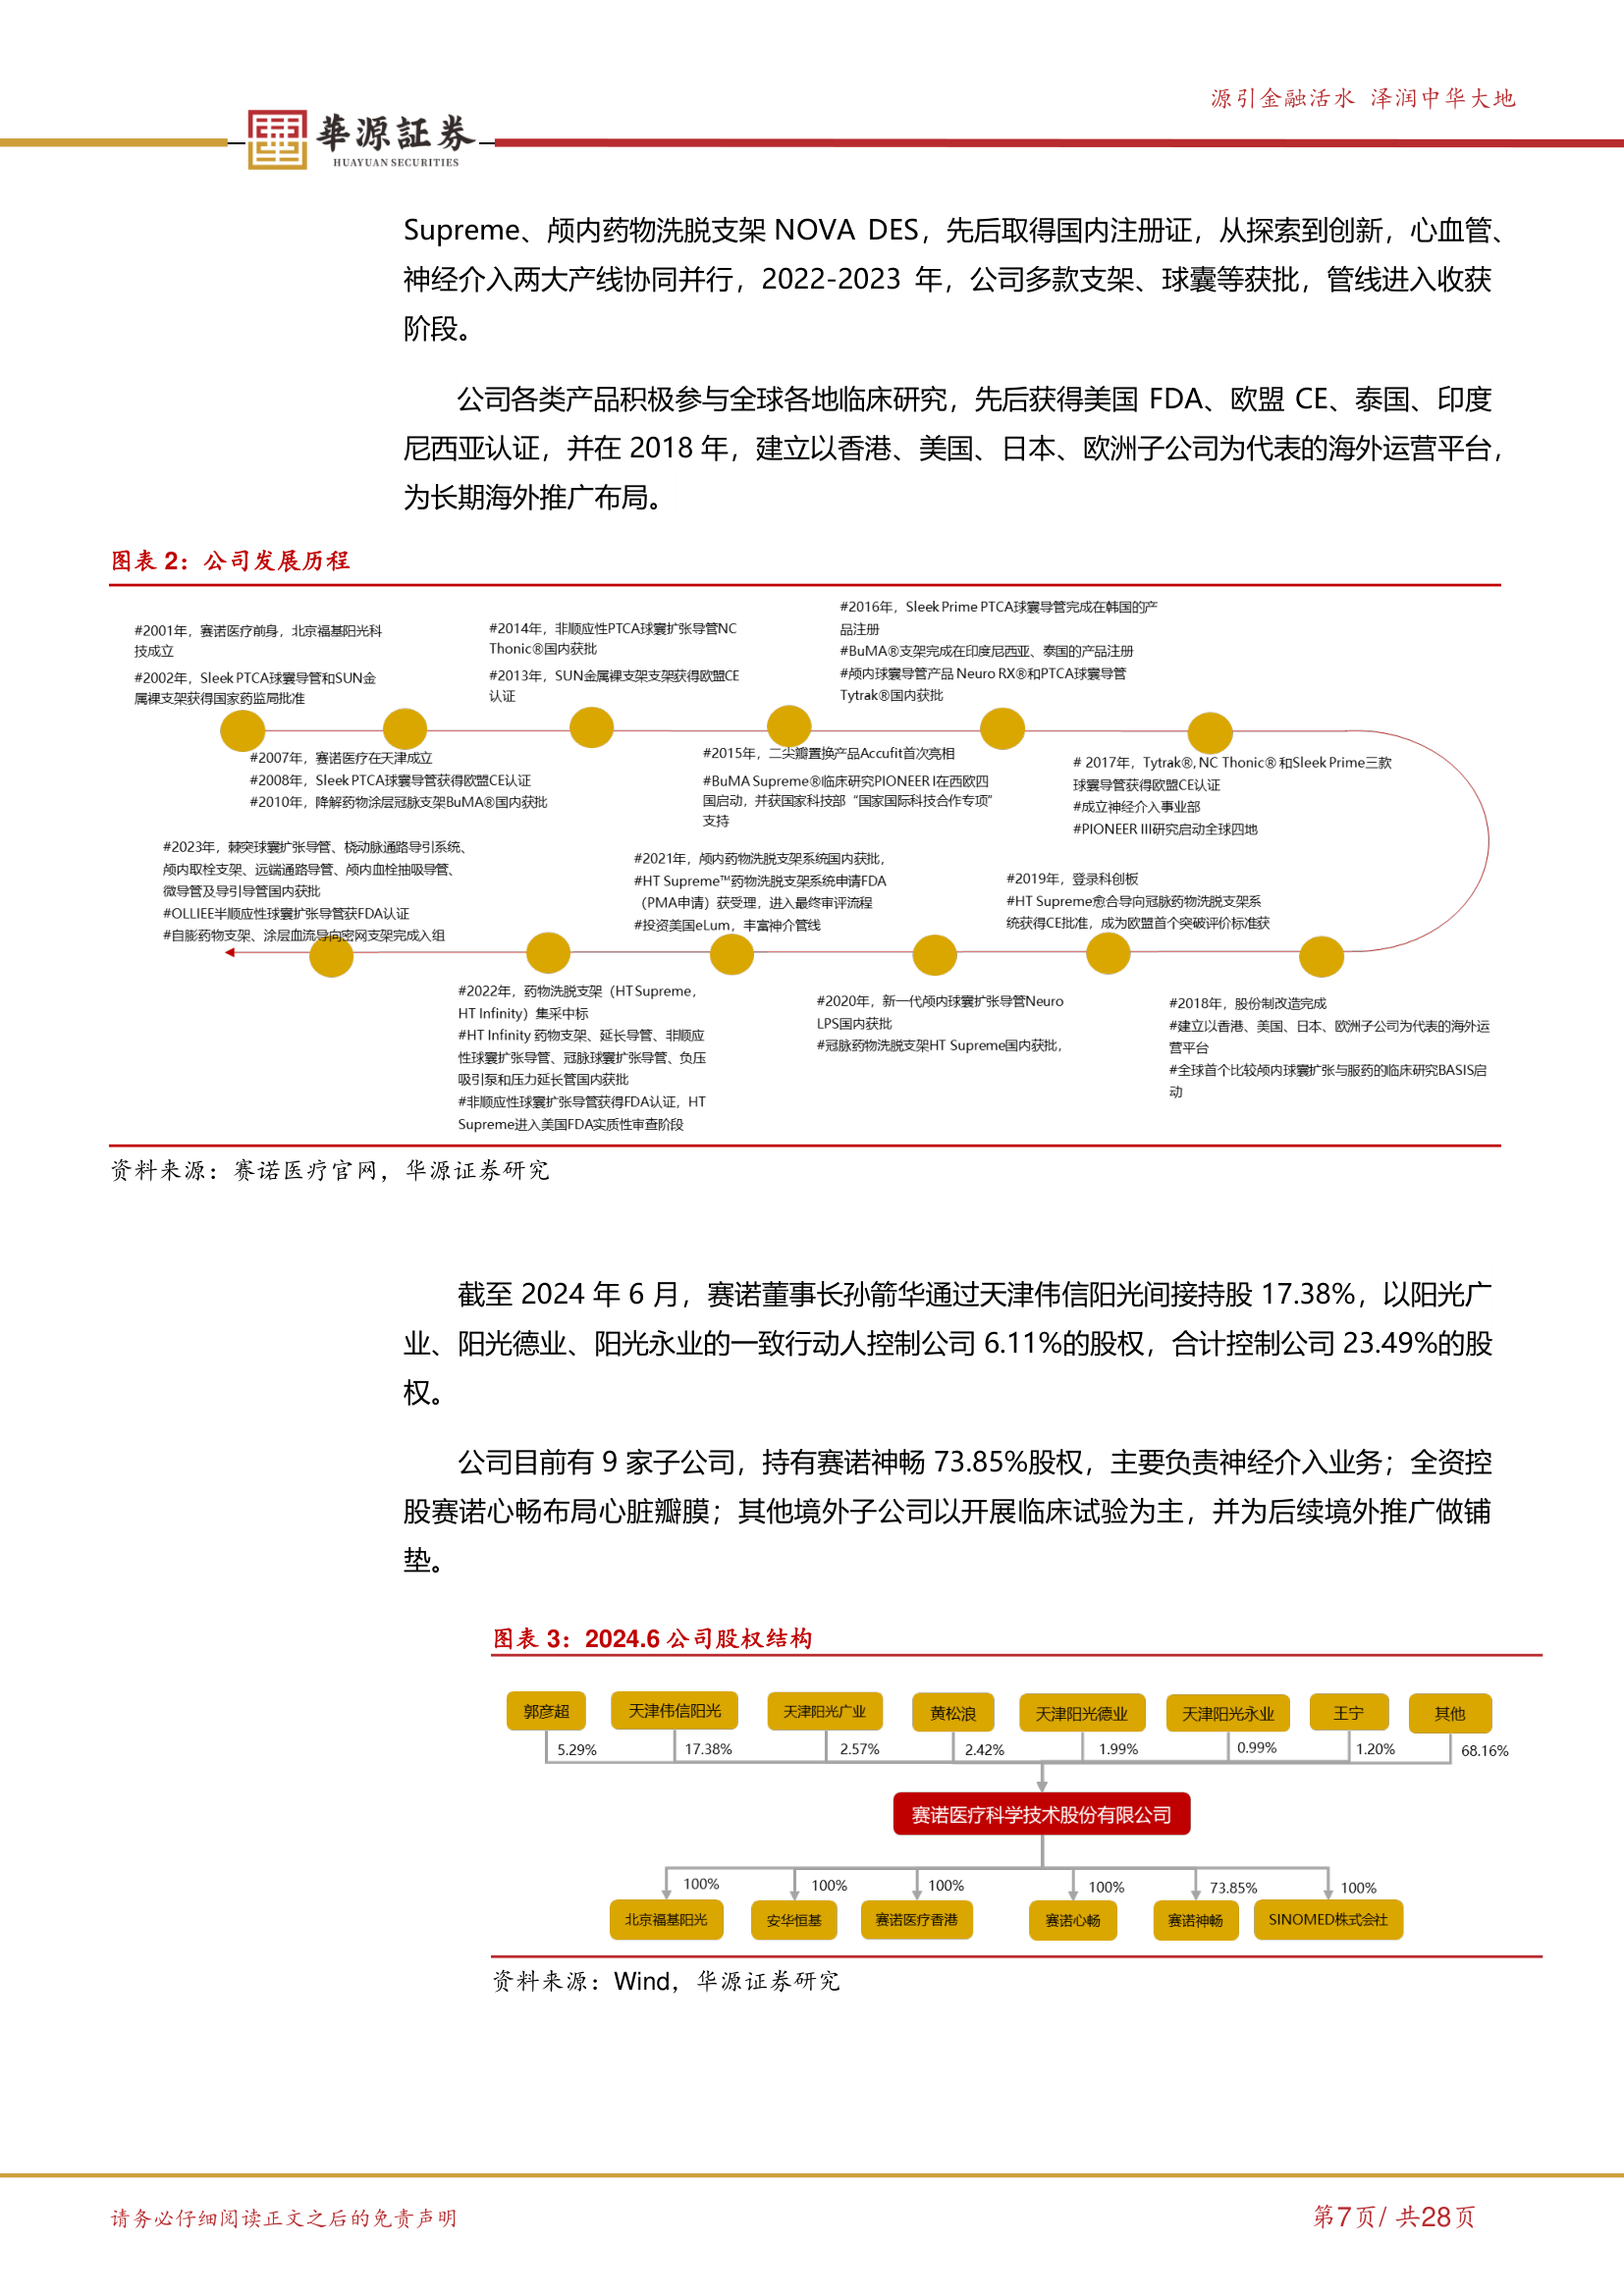 源引金融活水 泽润中华大地
華源証券
HUAYUAN SECURITIES
Supreme、颅内药物洗脱支架 NOVA DES，先后取得国内注册证，从探索到创新，心血管、
神经介入两大产线协同并行，2022-2023 年，公司多款支架、球囊等获批，管线进入收获
阶段。
公司各类产品积极参与全球各地临床研究，先后获得美国 FDA、欧盟 CE、泰国、印度
尼西亚认证，并在 2018 年，建立以香港、美国、日本、欧洲子公司为代表的海外运营平台，
为长期海外推广布局。
图表 2：公司发展历程
#2001年，赛诺医疗前身，北京福基阳光科
技成立
#2002年，Sleek PTCA球囊导管和SUN金
属裸支架获得国家药监局批准
#2014年，非顺应性PTCA球囊扩张导管NC
Thonic®国内获批
#2013年，SUN金属裸支架支架获得欧盟CE
认证
#2016年，Sleek Prime PTCA球囊导管完成在韩国的产
品注册
#BuMA®支架完成在印度尼西亚、泰国的产品注册
#颅内球囊导管产品 Neuro RX®和PTCA球囊导管
Tytrak®国内获批
#2007年，赛诺医疗在天津成立
#2008年，Sleek PTCA球囊导管获得欧盟CE认证
#2010年，降解药物涂层冠脉支架BuMA®国内获批
#2015年，二尖瓣置换产品Accufit首次亮相
#BuMA Supreme®临床研究PIONEER I在西欧四
国启动，并获国家科技部“国家国际科技合作专项”
支持
# 2017年，Tytrak®, NC Thonic® 和Sleek Prime三款
球囊导管获得欧盟CE认证
#成立神经介入事业部
#PIONEER III研究启动全球四地
#2023年，棘突球囊扩张导管、桡动脉通路导引系统、
颅内取栓支架、远端通路导管、颅内血栓抽吸导管、
微导管及导引导管国内获批
#OLLIEE半顺应性球囊扩张导管获FDA认证
#自膨药物支架、涂层血流导向密网支架完成入组
#2021年，颅内药物洗脱支架系统国内获批，
#HT Supreme™药物洗脱支架系统申请FDA
（PMA申请）获受理，进入最终审评流程
#投资美国eLum，丰富神介管线
#2019年，登录科创板
#HT Supreme愈合导向冠脉药物洗脱支架系
统获得CE批准，成为欧盟首个突破评价标准获
#2022年，药物洗脱支架（HT Supreme，
HT Infinity）集采中标
#HT Infinity 药物支架、延长导管、非顺应
性球囊扩张导管、冠脉球囊扩张导管、负压
吸引泵和压力延长管国内获批
#非顺应性球囊扩张导管获得FDA认证，HT
Supreme进入美国FDA实质性审查阶段
#2020年，新一代颅内球囊扩张导管Neuro
LPS国内获批
#冠脉药物洗脱支架HT Supreme国内获批，
#2018年，股份制改造完成
#建立以香港、美国、日本、欧洲子公司为代表的海外运
营平台
#全球首个比较颅内球囊扩张与服药的临床研究BASIS启
动
资料来源：赛诺医疗官网，华源证券研究
截至 2024 年 6 月，赛诺董事长孙箭华通过天津伟信阳光间接持股 17.38%，以阳光广
业、阳光德业、阳光永业的一致行动人控制公司 6.11%的股权，合计控制公司 23.49%的股
权。
公司目前有 9 家子公司，持有赛诺神畅 73.85%股权，主要负责神经介入业务；全资控
股赛诺心畅布局心脏瓣膜；其他境外子公司以开展临床试验为主，并为后续境外推广做铺
垫。
图表 3：2024.6 公司股权结构
郭彦超 天津伟信阳光 天津阳光广业 黄松浪 天津阳光德业 天津阳光永业 王宁 其他
5.29% 17.38% 2.57% 2.42% 1.99% 0.99% 1.20% 68.16%
赛诺医疗科学技术股份有限公司
100% 100% 100% 100% 73.85% 100%
北京福基阳光 安华恒基 赛诺医疗香港 赛诺心畅 赛诺神畅 SINOMED株式会社
资料来源：Wind，华源证券研究
请务必仔细阅读正文之后的免责声明
第7页/ 共28页